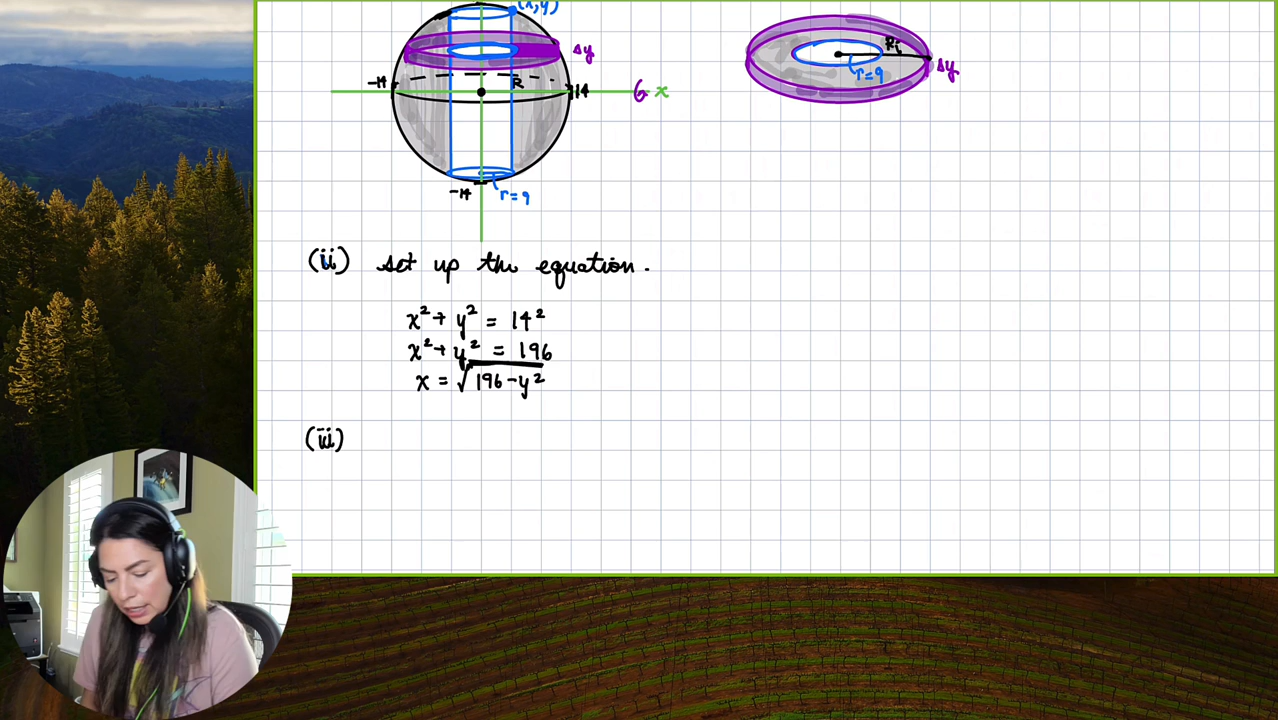 (x,y)
Δy
Ri
r=9
Δy
-14
R
14
x
-14
r=9
(ii) set up the equation.
x² + y² = 14²
x² + y² = 196
x = √196 - y²
(iii)